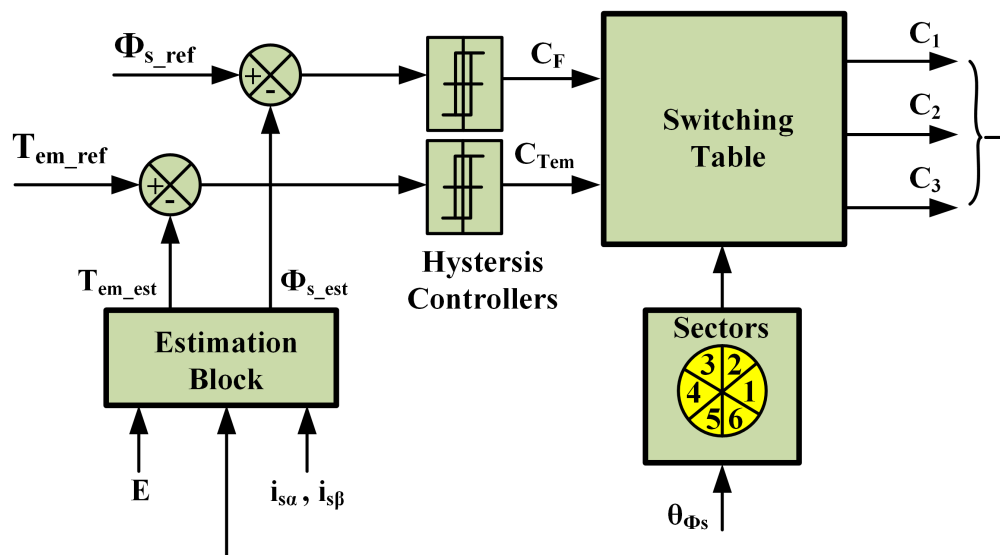 Φs_ref
+
-
CF
C1
Switching
Table
C2
Tem_ref
+
-
CTem
C3
Hystersis
Controllers
Tem_est
Φs_est
Estimation
Block
Sectors
3 2
4 1
5 6
E
isα , isβ
θΦs